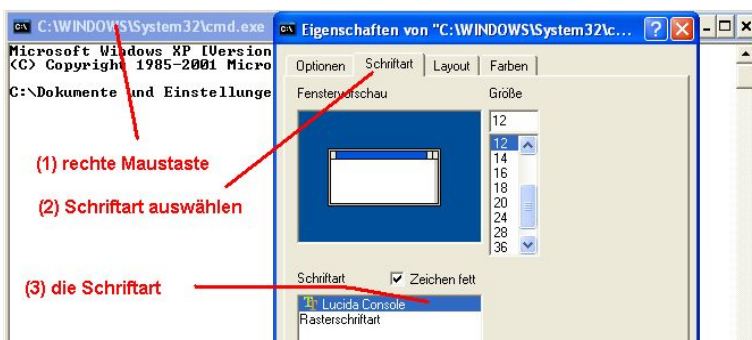 C:\WINDOWS\System32\cmd.exe
Microsoft Windows XP [Version
(C) Copyright 1985-2001 Micro
C:\Dokumente und Einstellunge
Eigenschaften von "C:\WINDOWS\System32\c...
Optionen Schriftart Layout Farben
Fenstervorschau Größe
12
12
14
16
18
20
24
28
36
(1) rechte Maustaste
(2) Schriftart auswählen
(3) die Schriftart
Schriftart Zeichen fett
Lucida Console
Rasterschriftart